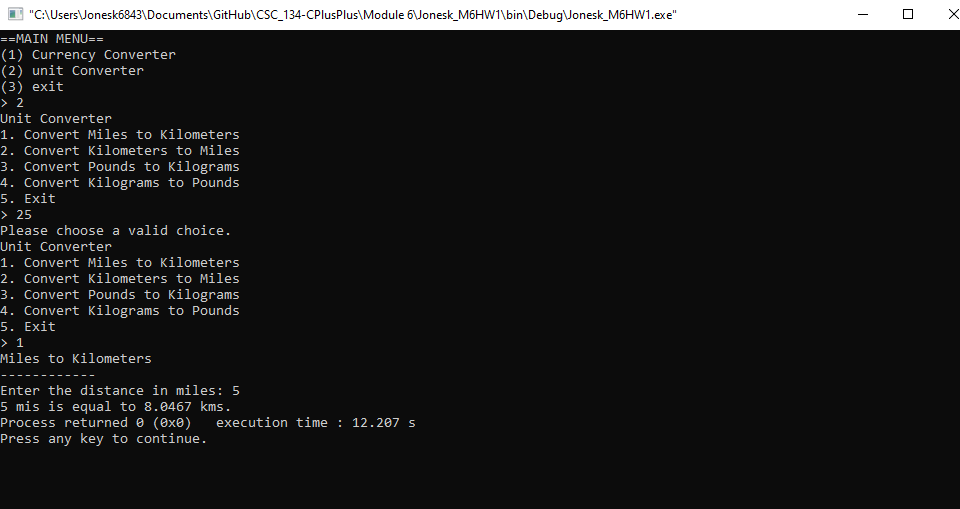 "C:\Users\Jonesk6843\Documents\GitHub\CSC_134-CPlusPlus\Module 6\Jonesk_M6HW1\bin\Debug\Jonesk_M6HW1.exe"
==MAIN MENU==
(1) Currency Converter
(2) unit Converter
(3) exit
> 2
Unit Converter
1. Convert Miles to Kilometers
2. Convert Kilometers to Miles
3. Convert Pounds to Kilograms
4. Convert Kilograms to Pounds
5. Exit
> 25
Please choose a valid choice.
Unit Converter
1. Convert Miles to Kilometers
2. Convert Kilometers to Miles
3. Convert Pounds to Kilograms
4. Convert Kilograms to Pounds
5. Exit
> 1
Miles to Kilometers
------------
Enter the distance in miles: 5
5 mis is equal to 8.0467 kms.
Process returned 0 (0x0)   execution time : 12.207 s
Press any key to continue.